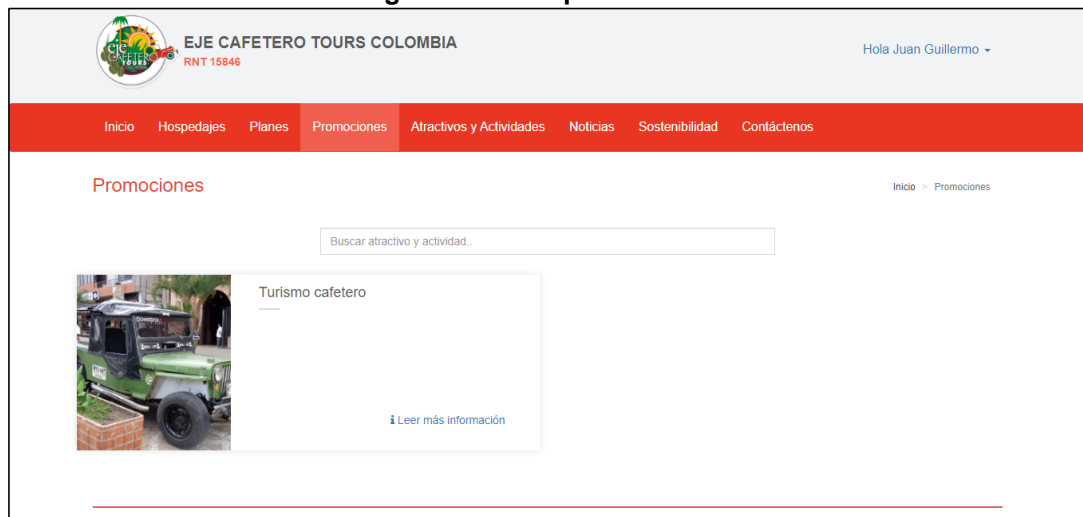 EJE CAFETERO TOURS COLOMBIA
RNT 15846
Hola Juan Guillermo
Inicio Hospedajes Planes Promociones Atractivos y Actividades Noticias Sostenibilidad Contáctenos
Promociones
Inicio > Promociones
Buscar atractivo y actividad..
Turismo cafetero
Leer más información